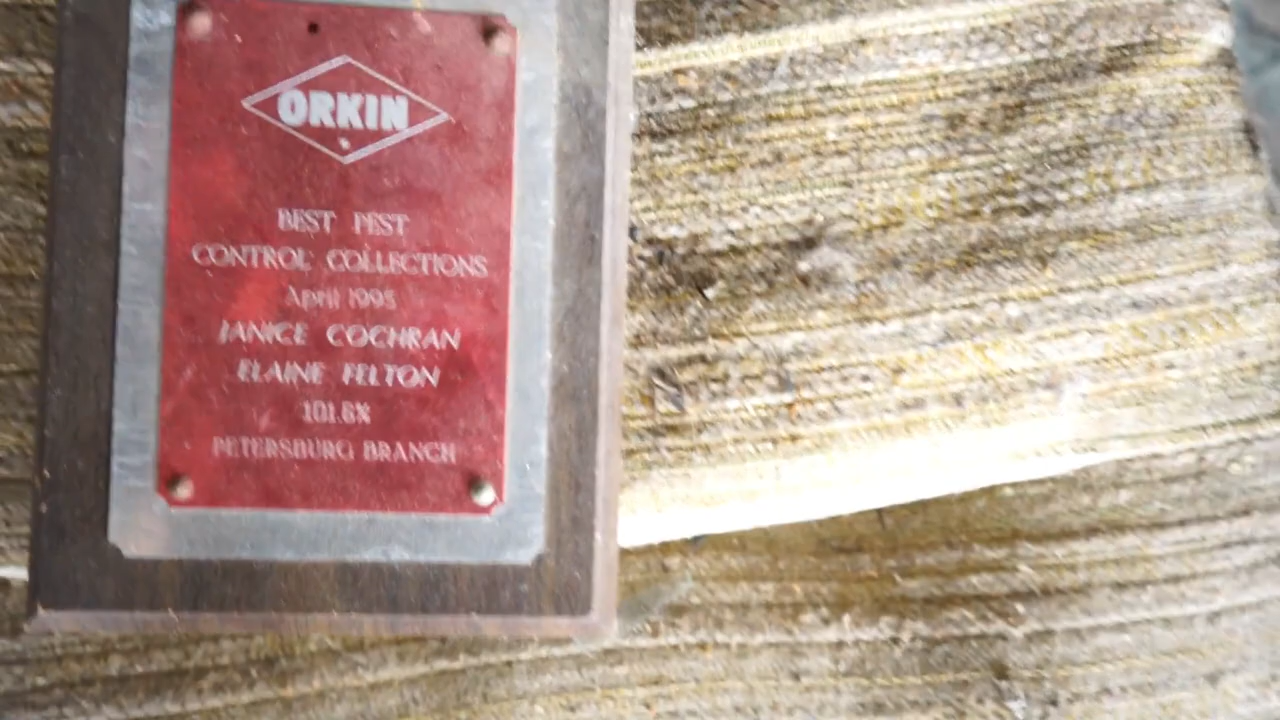 ORKIN
BEST PEST
CONTROL COLLECTIONS
April 1995
JANICE COCHRAN
ELAINE FELTON
101.6%
PETERSBURG BRANCH